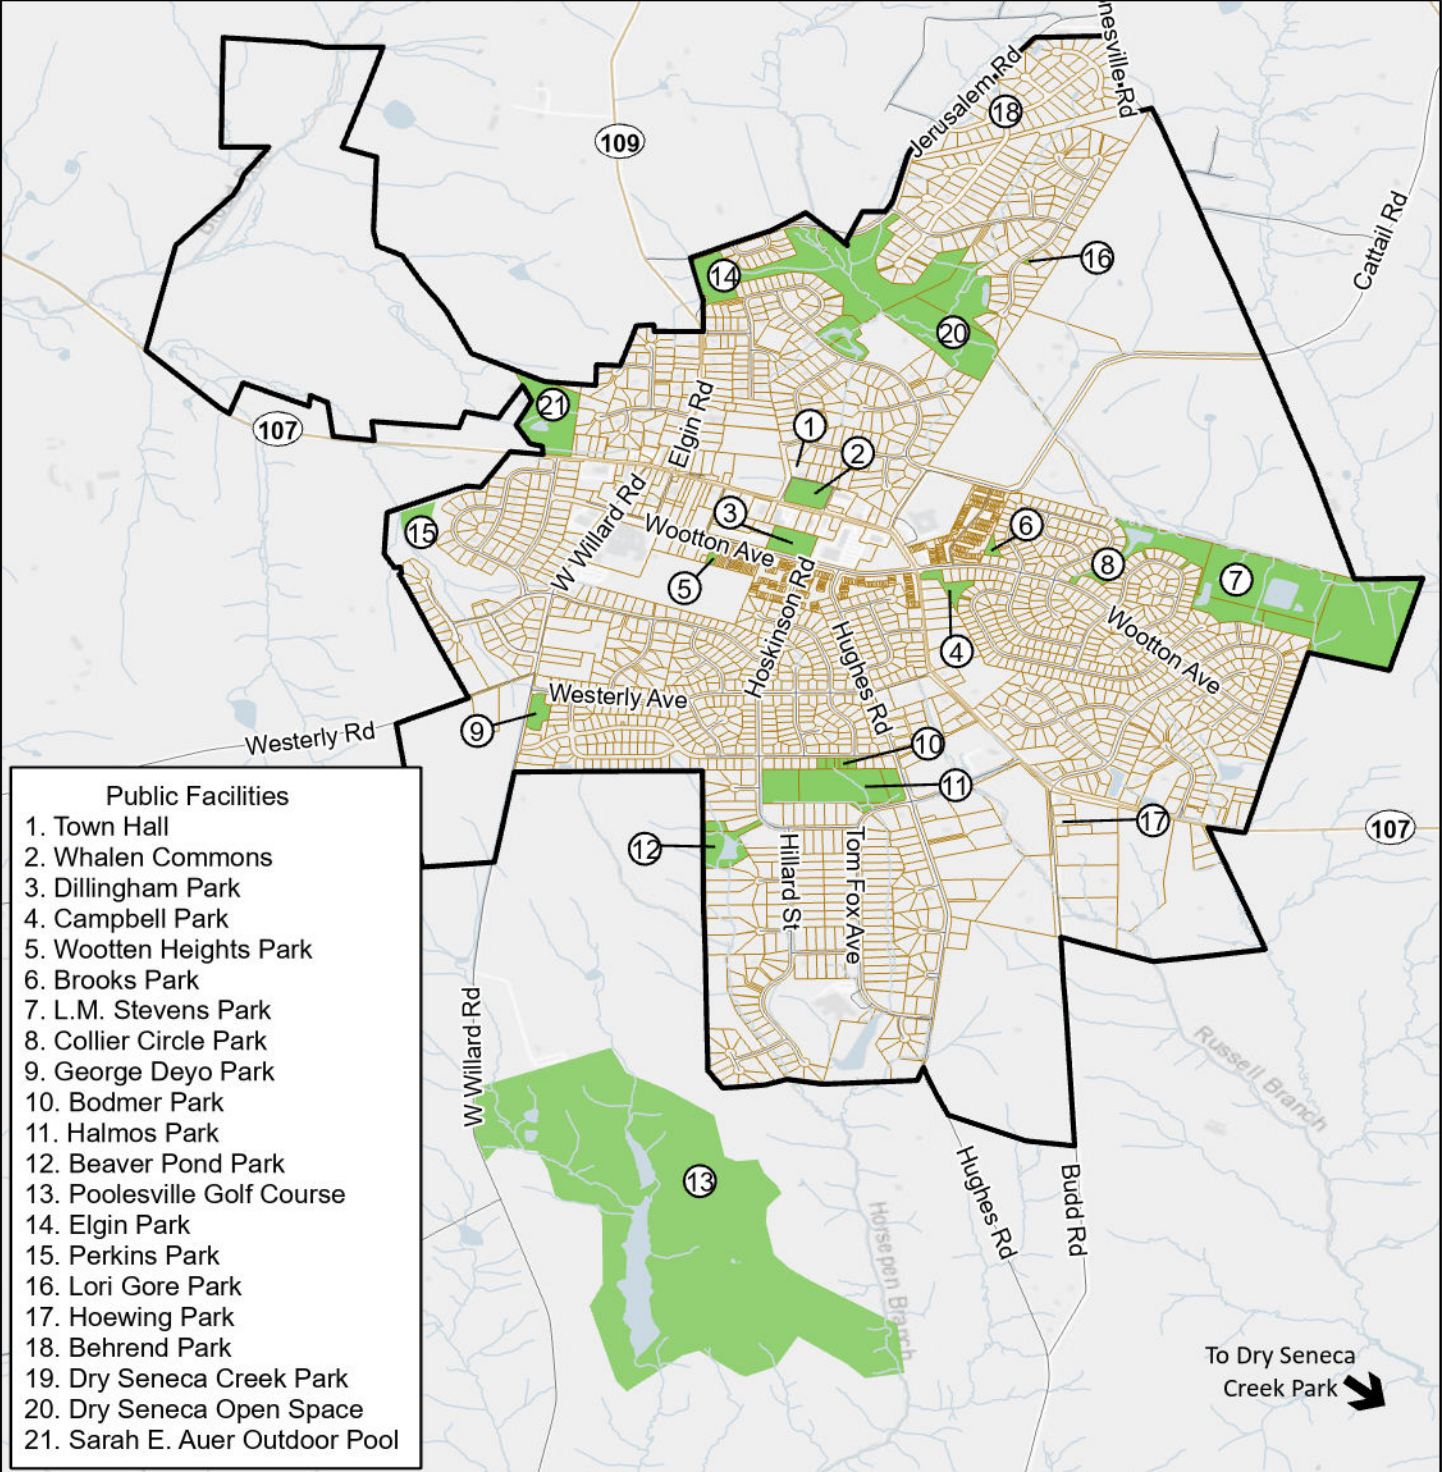 nesville Rd
Jerusalem Rd
18
109
Cattail Rd
16
14
20
21
Elgin Rd
107
1
2
W Willard Rd
3
Wootton Ave
6
15
8
7
5
Hoskinson Rd
Hughes Rd
4
Wootton Ave
Westerly Ave
9
Westerly Rd
10
11
17
107
12
Hillard St
Tom Fox Ave
Public Facilities
1. Town Hall
2. Whalen Commons
3. Dillingham Park
4. Campbell Park
5. Wootten Heights Park
6. Brooks Park
7. L.M. Stevens Park
8. Collier Circle Park
9. George Deyo Park
10. Bodmer Park
11. Halmos Park
12. Beaver Pond Park
13. Poolesville Golf Course
14. Elgin Park
15. Perkins Park
16. Lori Gore Park
17. Hoewing Park
18. Behrend Park
19. Dry Seneca Creek Park
20. Dry Seneca Open Space
21. Sarah E. Auer Outdoor Pool
W Willard Rd
Russell Branch
13
Hughes Rd
Budd Rd
Horsepen Branch
To Dry Seneca
Creek Park